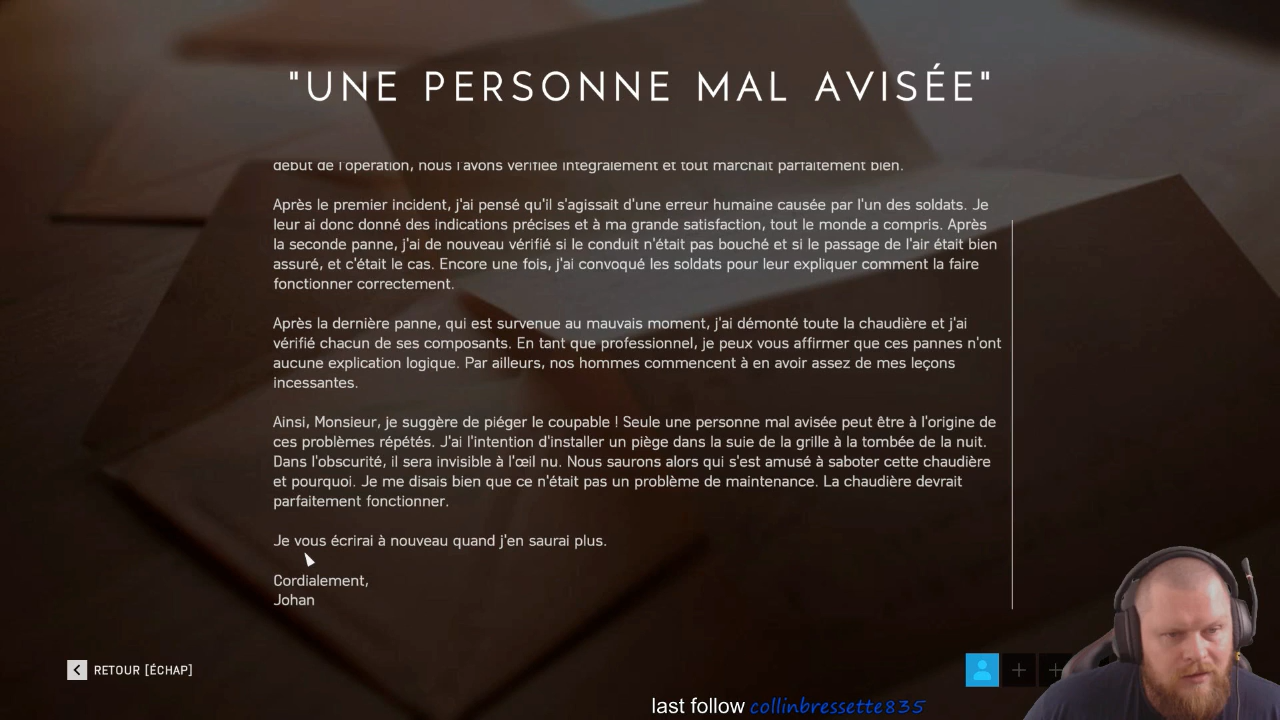 "UNE PERSONNE MAL AVISÉE"
début de l'opération, nous l'avons vérifiée intégralement et tout marchait parfaitement bien.
Après le premier incident, j'ai pensé qu'il s'agissait d'une erreur humaine causée par l'un des soldats. Je
leur ai donc donné des indications précises et à ma grande satisfaction, tout le monde a compris. Après
la seconde panne, j'ai de nouveau vérifié si le conduit n'était pas bouché et si le passage de l'air était bien
assuré, et c'était le cas. Encore une fois, j'ai convoqué les soldats pour leur expliquer comment la faire
fonctionner correctement.
Après la dernière panne, qui est survenue au mauvais moment, j'ai démonté toute la chaudière et j'ai
vérifié chacun de ses composants. En tant que professionnel, je peux vous affirmer que ces pannes n'ont
aucune explication logique. Par ailleurs, nos hommes commencent à en avoir assez de mes leçons
incessantes.
Ainsi, Monsieur, je suggère de piéger le coupable ! Seule une personne mal avisée peut être à l'origine de
ces problèmes répétés. J'ai l'intention d'installer un piège dans la suie de la grille à la tombée de la nuit.
Dans l'obscurité, il sera invisible à l'œil nu. Nous saurons alors qui s'est amusé à saboter cette chaudière
et pourquoi. Je me disais bien que ce n'était pas un problème de maintenance. La chaudière devrait
parfaitement fonctionner.
Je vous écrirai à nouveau quand j'en saurai plus.
Cordialement,
Johan
RETOUR [ÉCHAP]
last follow collinbressette835